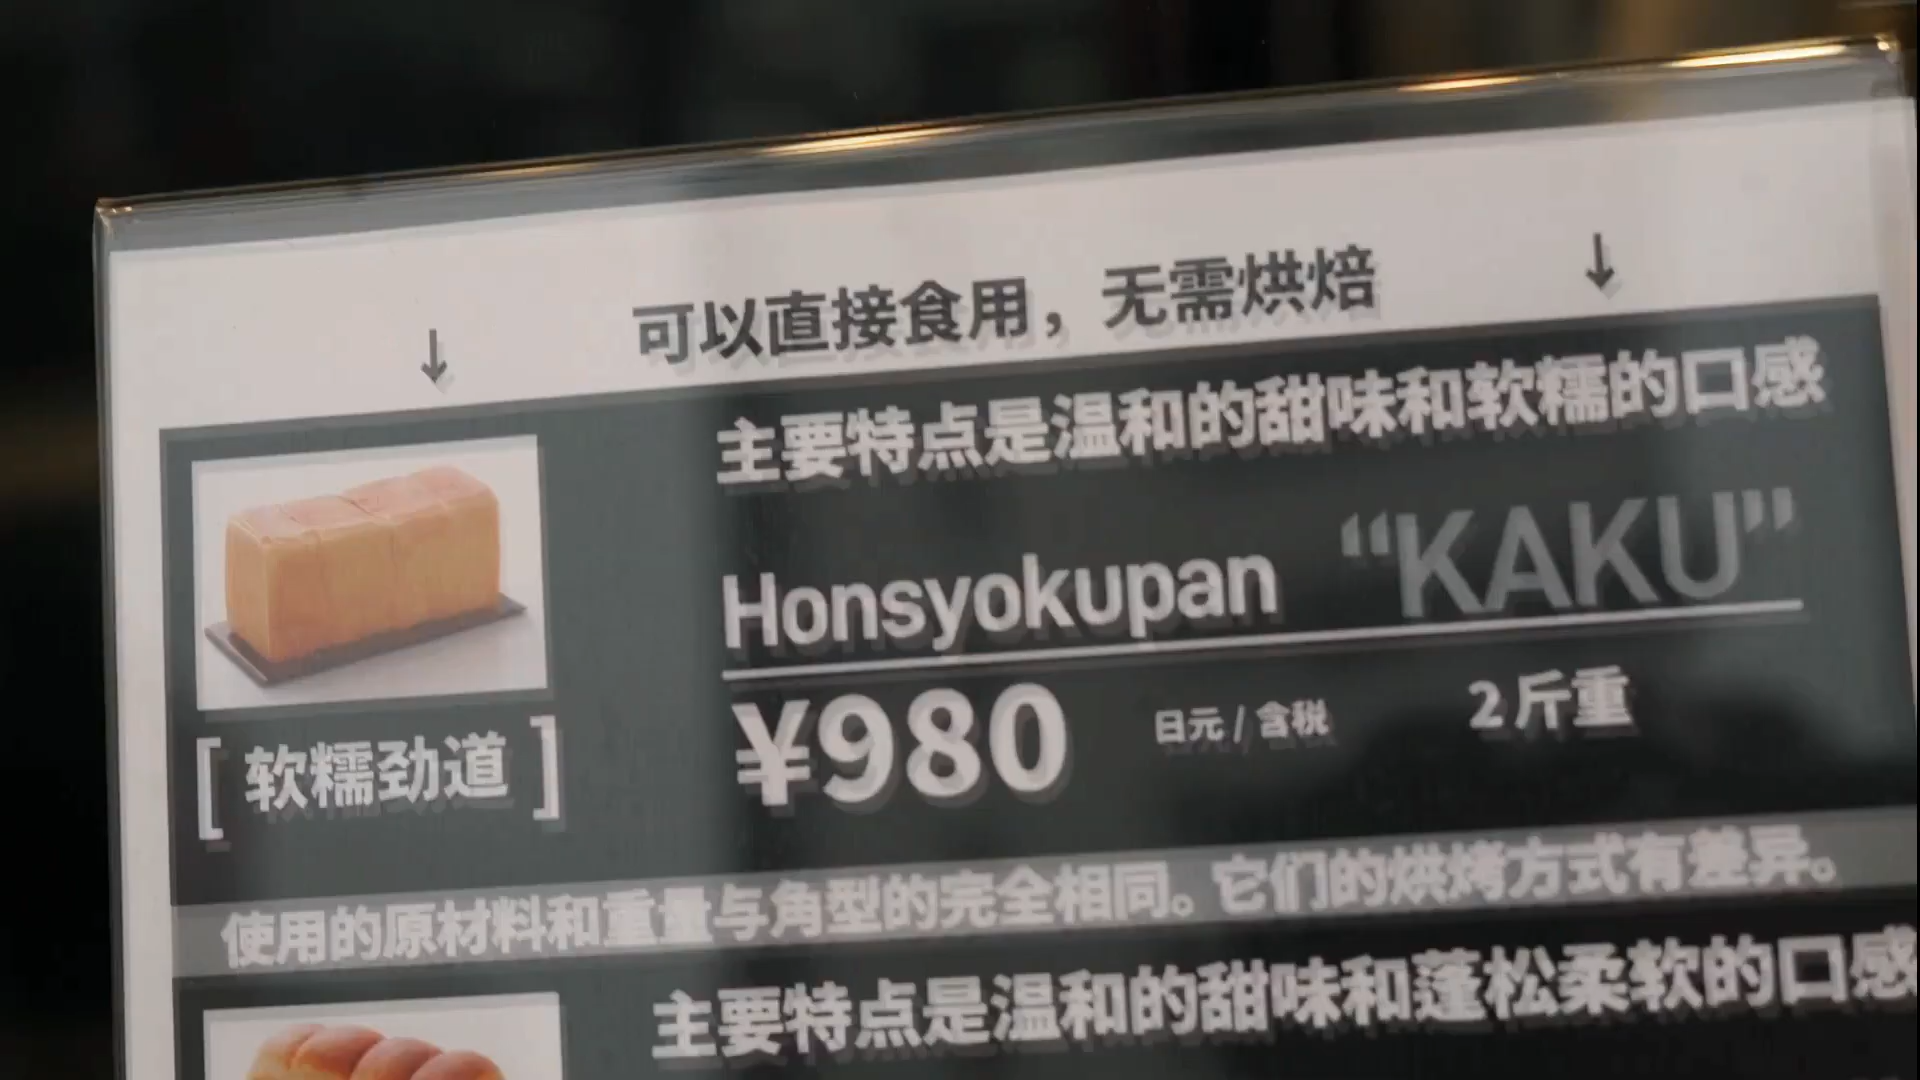 ↓ 可以直接食用，无需烘焙 ↓
主要特点是温和的甜味和软糯的口感
Honsyokupan “KAKU”
¥980 日元 / 含税 2斤重
[ 软糯劲道 ]
使用的原材料和重量与角型的完全相同。它们的烘烤方式有差异。
主要特点是温和的甜味和蓬松柔软的口感